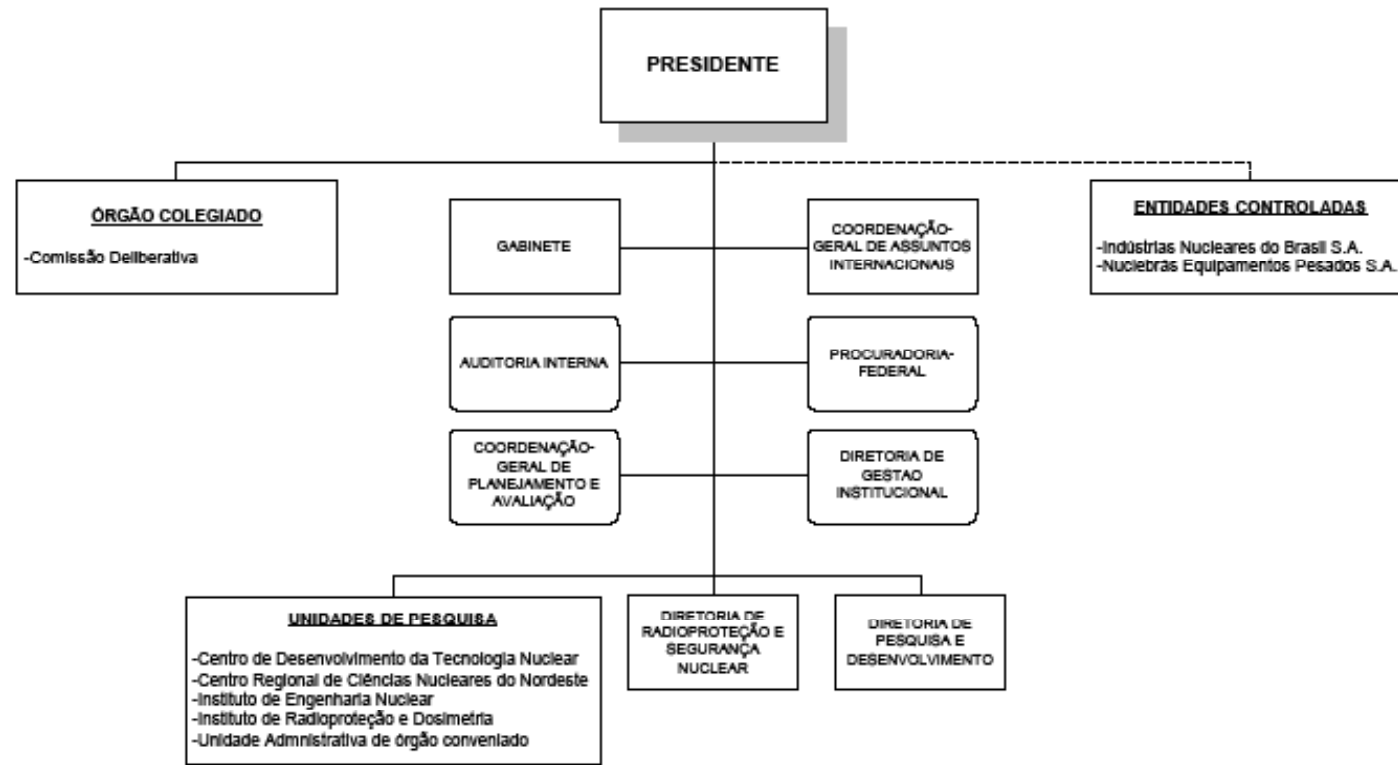 PRESIDENTE
ÓRGÃO COLEGIADO
-Comissão Deliberativa
GABINETE
COORDENAÇÃO-
GERAL DE ASSUNTOS
INTERNACIONAIS
ENTIDADES CONTROLADAS
-Indústrias Nucleares do Brasil S.A.
-Nuclebrás Equipamentos Pesados S.A.
AUDITORIA INTERNA
PROCURADORIA-
FEDERAL
COORDENAÇÃO-
GERAL DE
PLANEJAMENTO E
AVALIAÇÃO
DIRETORIA DE
GESTAO
INSTITUCIONAL
UNIDADES DE PESQUISA
-Centro de Desenvolvimento da Tecnologia Nuclear
-Centro Regional de Ciências Nucleares do Nordeste
-Instituto de Engenharia Nuclear
-Instituto de Radioproteção e Dosimetria
-Unidade Admnistrativa de órgão conveniado
DIRETORIA DE
RADIOPROTEÇÃO E
SEGURANÇA
NUCLEAR
DIRETORIA DE
PESQUISA E
DESENVOLVIMENTO